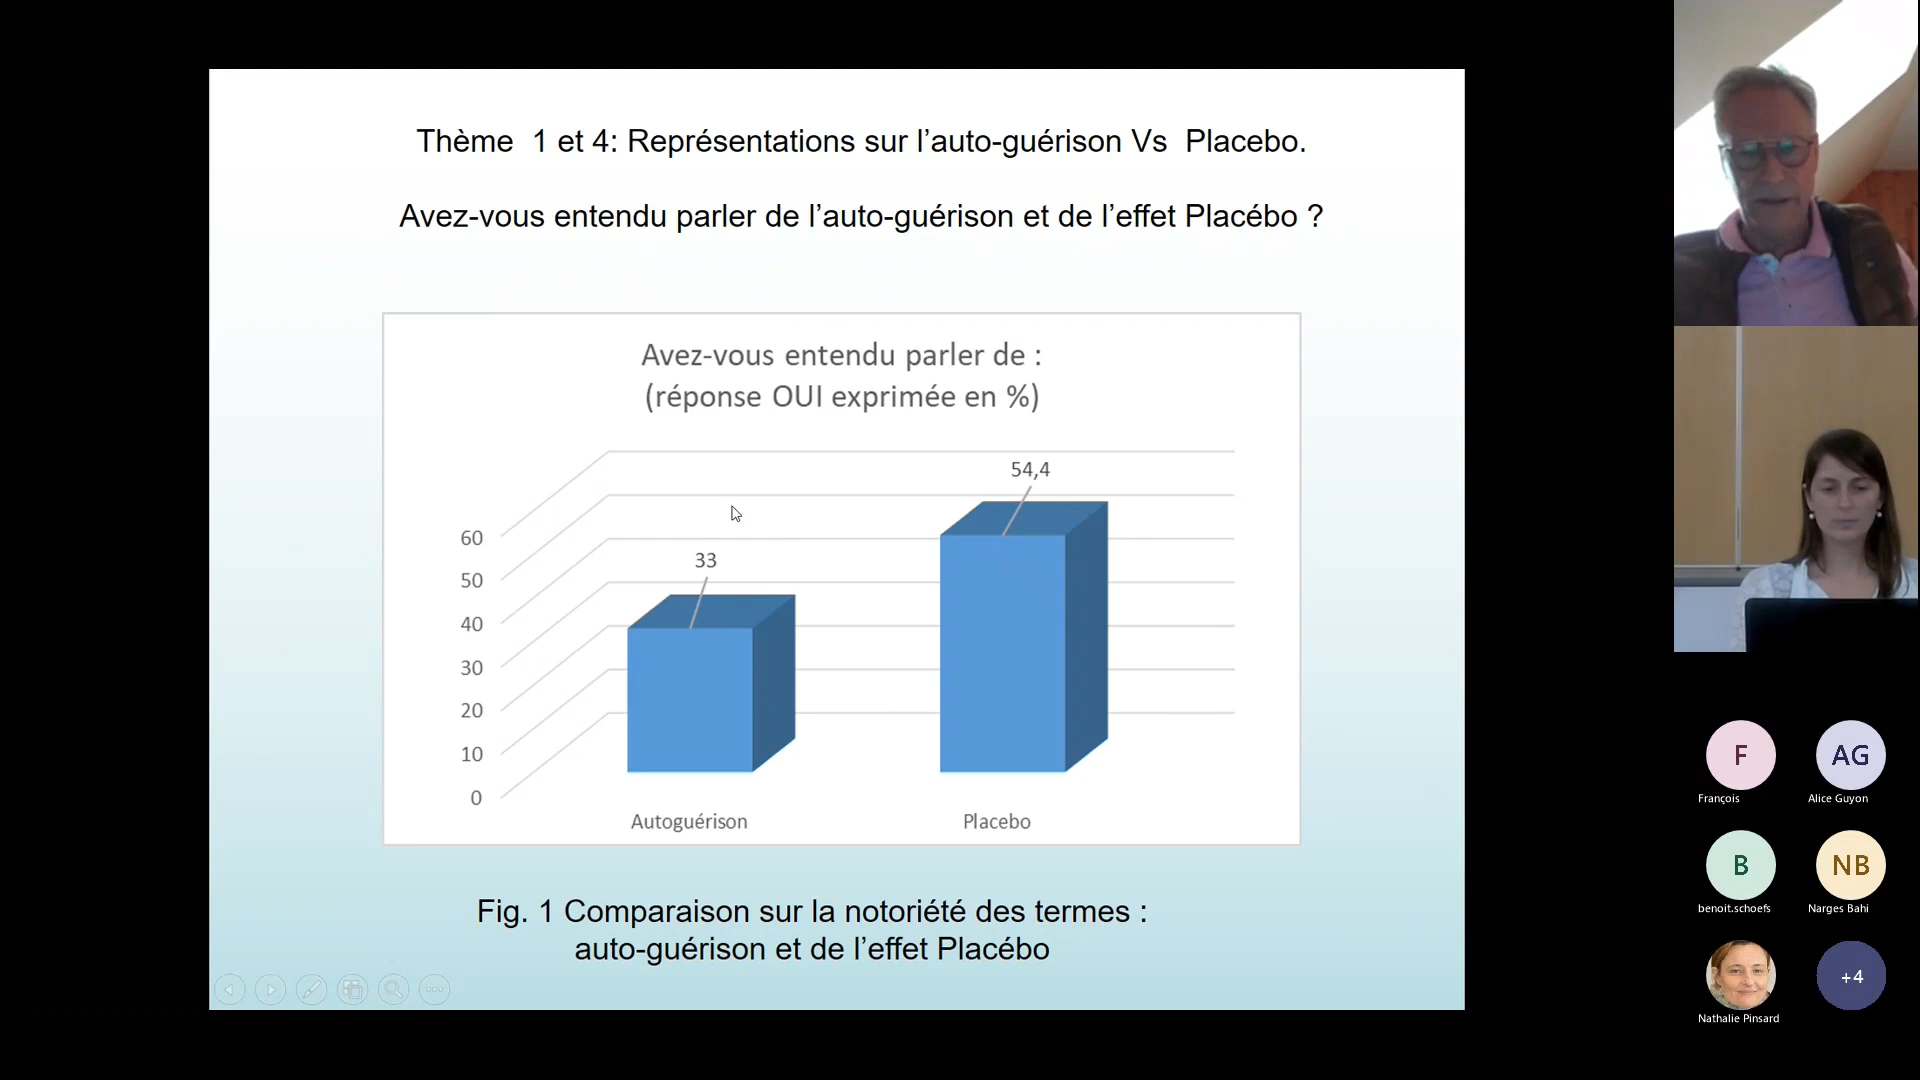 Thème 1 et 4: Représentations sur l’auto-guérison Vs Placebo.
Avez-vous entendu parler de l’auto-guérison et de l’effet Placébo ?
Avez-vous entendu parler de :
(réponse OUI exprimée en %)
54,4
33
60
50
40
30
20
10
0
Autoguérison
Placebo
Fig. 1 Comparaison sur la notoriété des termes :
auto-guérison et de l’effet Placébo
F
AG
François
Alice Guyon
B
NB
benoit.schoefs
Narges Bahi
+4
Nathalie Pinsard